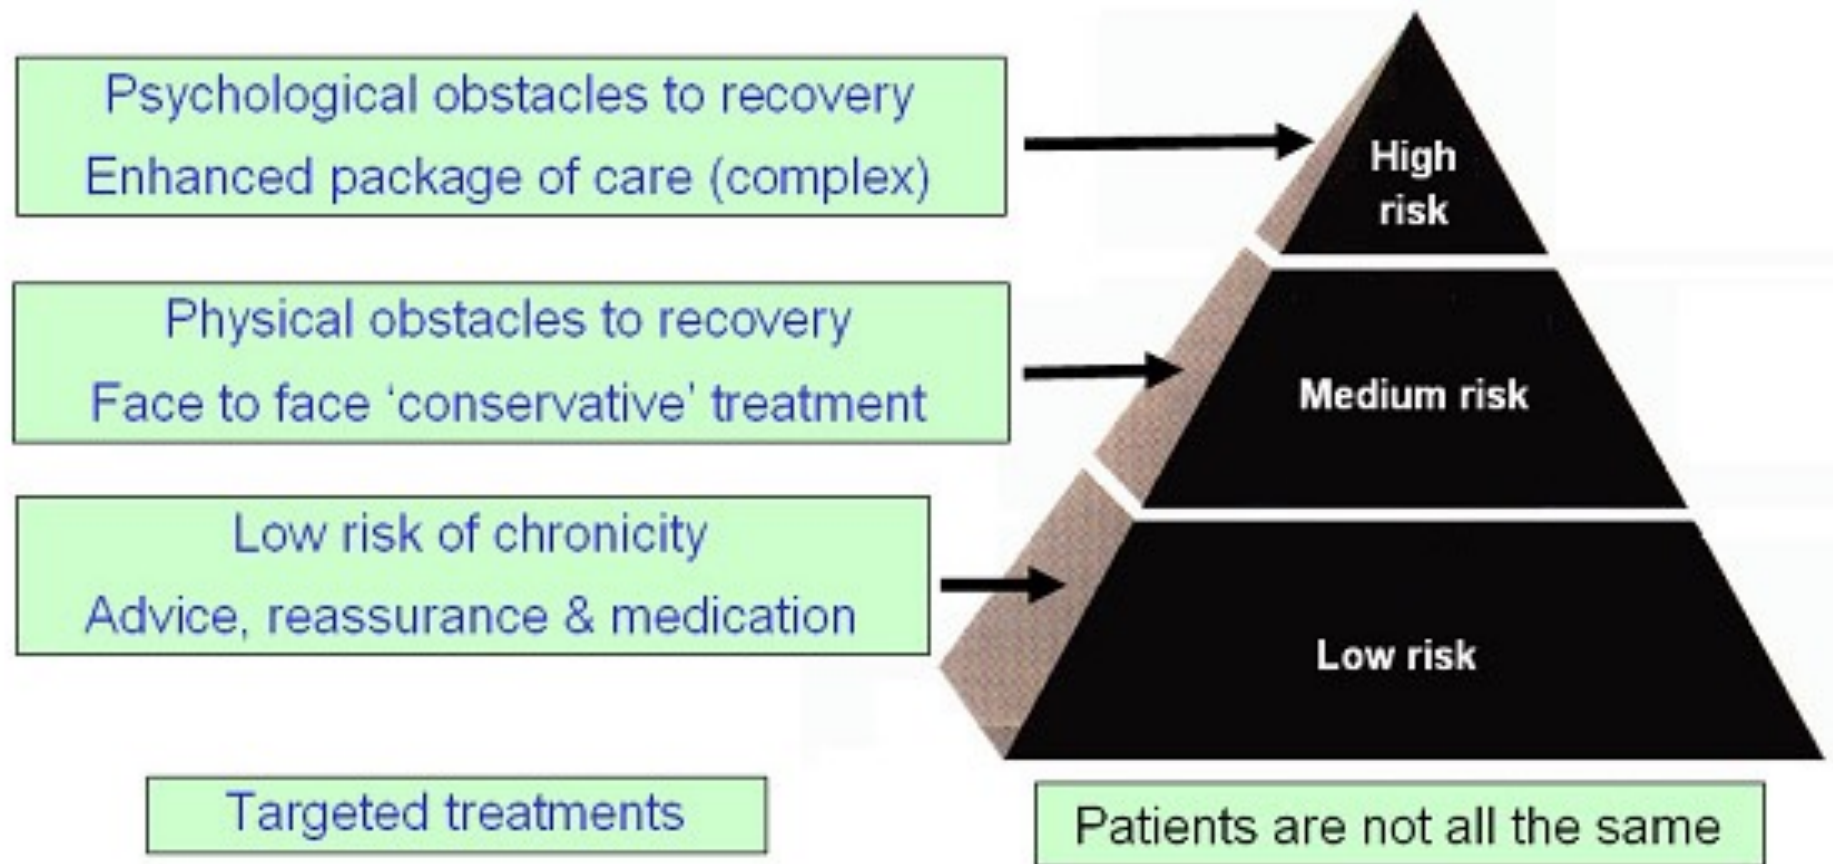 Psychological obstacles to recovery
Enhanced package of care (complex)
High
risk
Physical obstacles to recovery
Face to face ‘conservative’ treatment
Medium risk
Low risk of chronicity
Advice, reassurance & medication
Low risk
Targeted treatments
Patients are not all the same